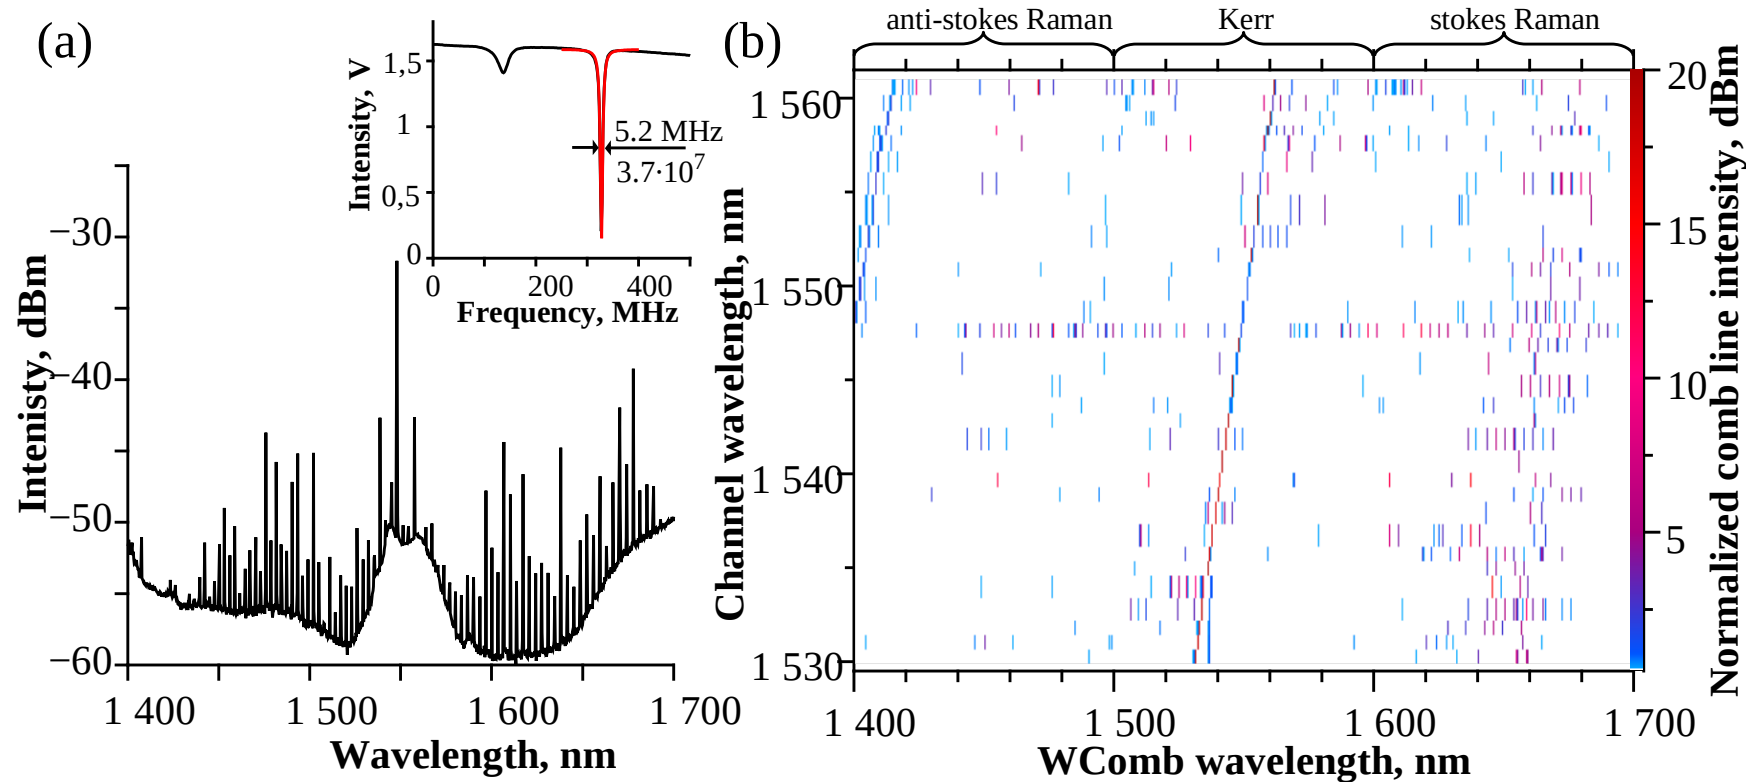 (a)
Intenisty, dBm
−30
−40
−50
−60
1 400
1 500
1 600
1 700
Wavelength, nm
Intensity, V
1,5
1
0,5
0
0
200
400
Frequency, MHz
5.2 MHz
3.7·10⁷
(b)
anti-stokes Raman
Kerr
stokes Raman
Channel wavelength, nm
1 560
1 550
1 540
1 530
1 400
1 500
1 600
1 700
WComb wavelength, nm
20
15
10
5
Normalized comb line intensity, dBm